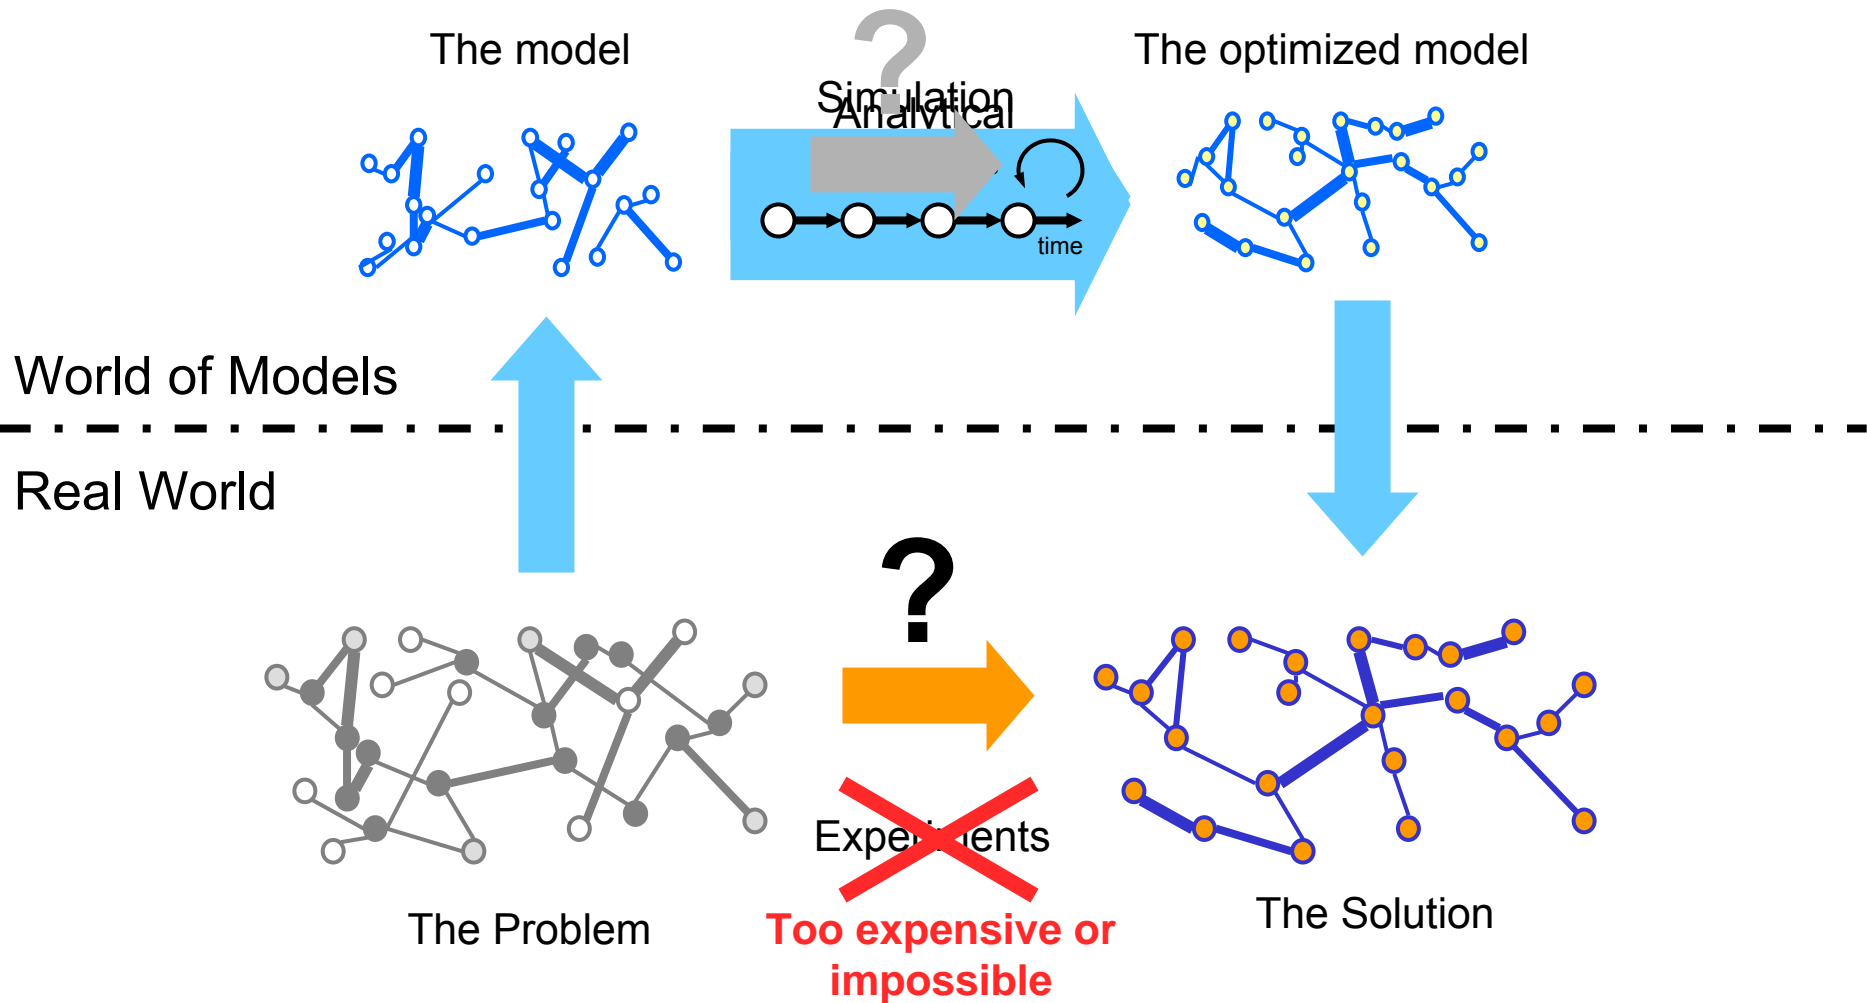 The model
?
The optimized model
Simulation
Analytical
time
World of Models
Real World
?
Experiments
The Problem
The Solution
Too expensive or
impossible